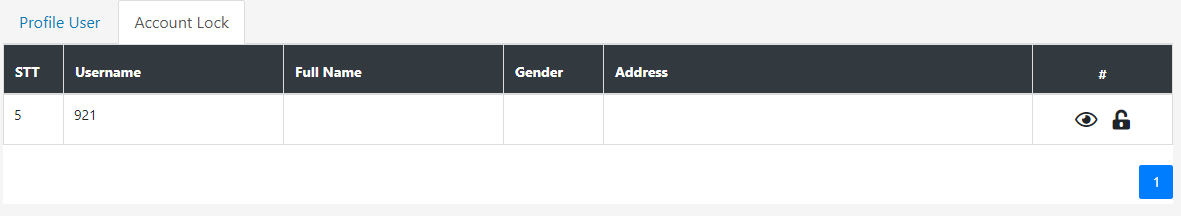 Profile User Account Lock
STT Username Full Name Gender Address #
5 921
1